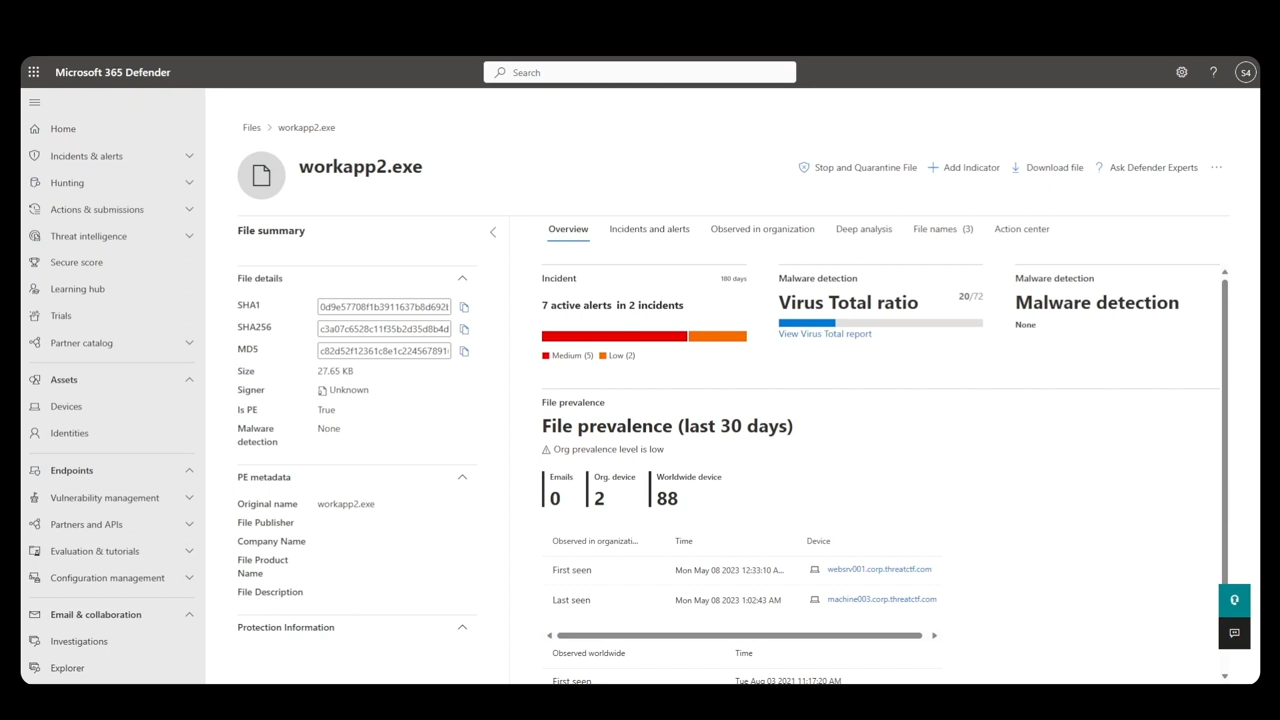 Microsoft 365 Defender
Search
S4
Home
Incidents & alerts
Hunting
Actions & submissions
Threat intelligence
Secure score
Learning hub
Trials
Partner catalog
Assets
Devices
Identities
Endpoints
Vulnerability management
Partners and APIs
Evaluation & tutorials
Configuration management
Email & collaboration
Investigations
Explorer
Files > workapp2.exe
workapp2.exe
Stop and Quarantine File
Add Indicator
Download file
? Ask Defender Experts
...
File summary
File details
SHA1 0d9e57708f1b3911637b8d692
SHA256 c3a07c6528c11f35b2d35d8b4d
MD5 c82d52f12361c8e1c224567891
Size 27.65 KB
Signer Unknown
Is PE True
Malware detection None
PE metadata
Original name workapp2.exe
File Publisher
Company Name
File Product
Name
File Description
Protection Information
Overview
Incidents and alerts
Observed in organization
Deep analysis
File names (3)
Action center
Incident 180 days
7 active alerts in 2 incidents
Medium (5) Low (2)
Malware detection
Virus Total ratio 20/72
View Virus Total report
Malware detection
Malware detection
None
File prevalence
File prevalence (last 30 days)
Org prevalence level is low
Emails Org. device Worldwide device
0 2 88
Observed in organizati... Time Device
First seen Mon May 08 2023 12:33:10 A... websrv001.corp.threatctf.com
Last seen Mon May 08 2023 1:02:43 AM machine003.corp.threatctf.com
Observed worldwide Time
First seen Tue Aug 03 2021 11:17:20 AM